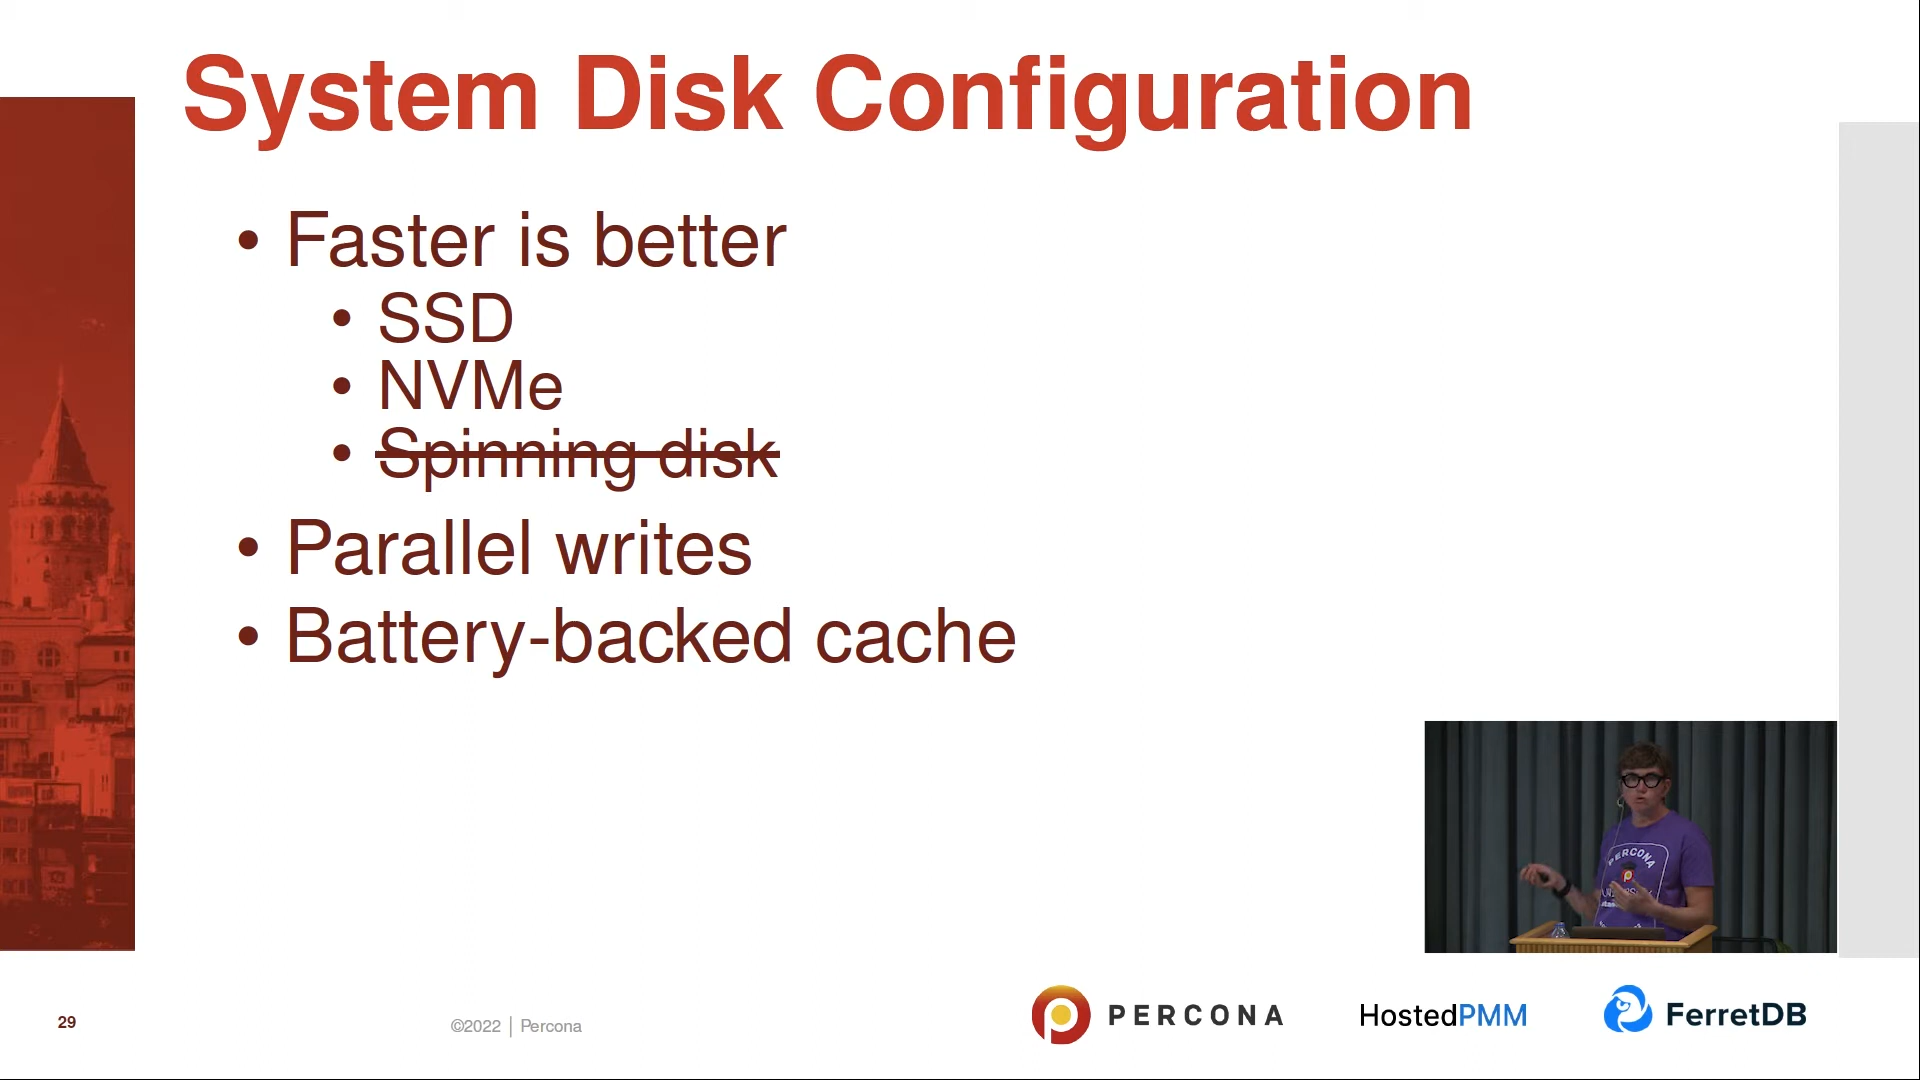 System Disk Configuration
• Faster is better
• SSD
• NVMe
• Spinning disk
• Parallel writes
• Battery-backed cache
PERCONA
29
©2022 | Percona
PERCONA
HostedPMM
FerretDB